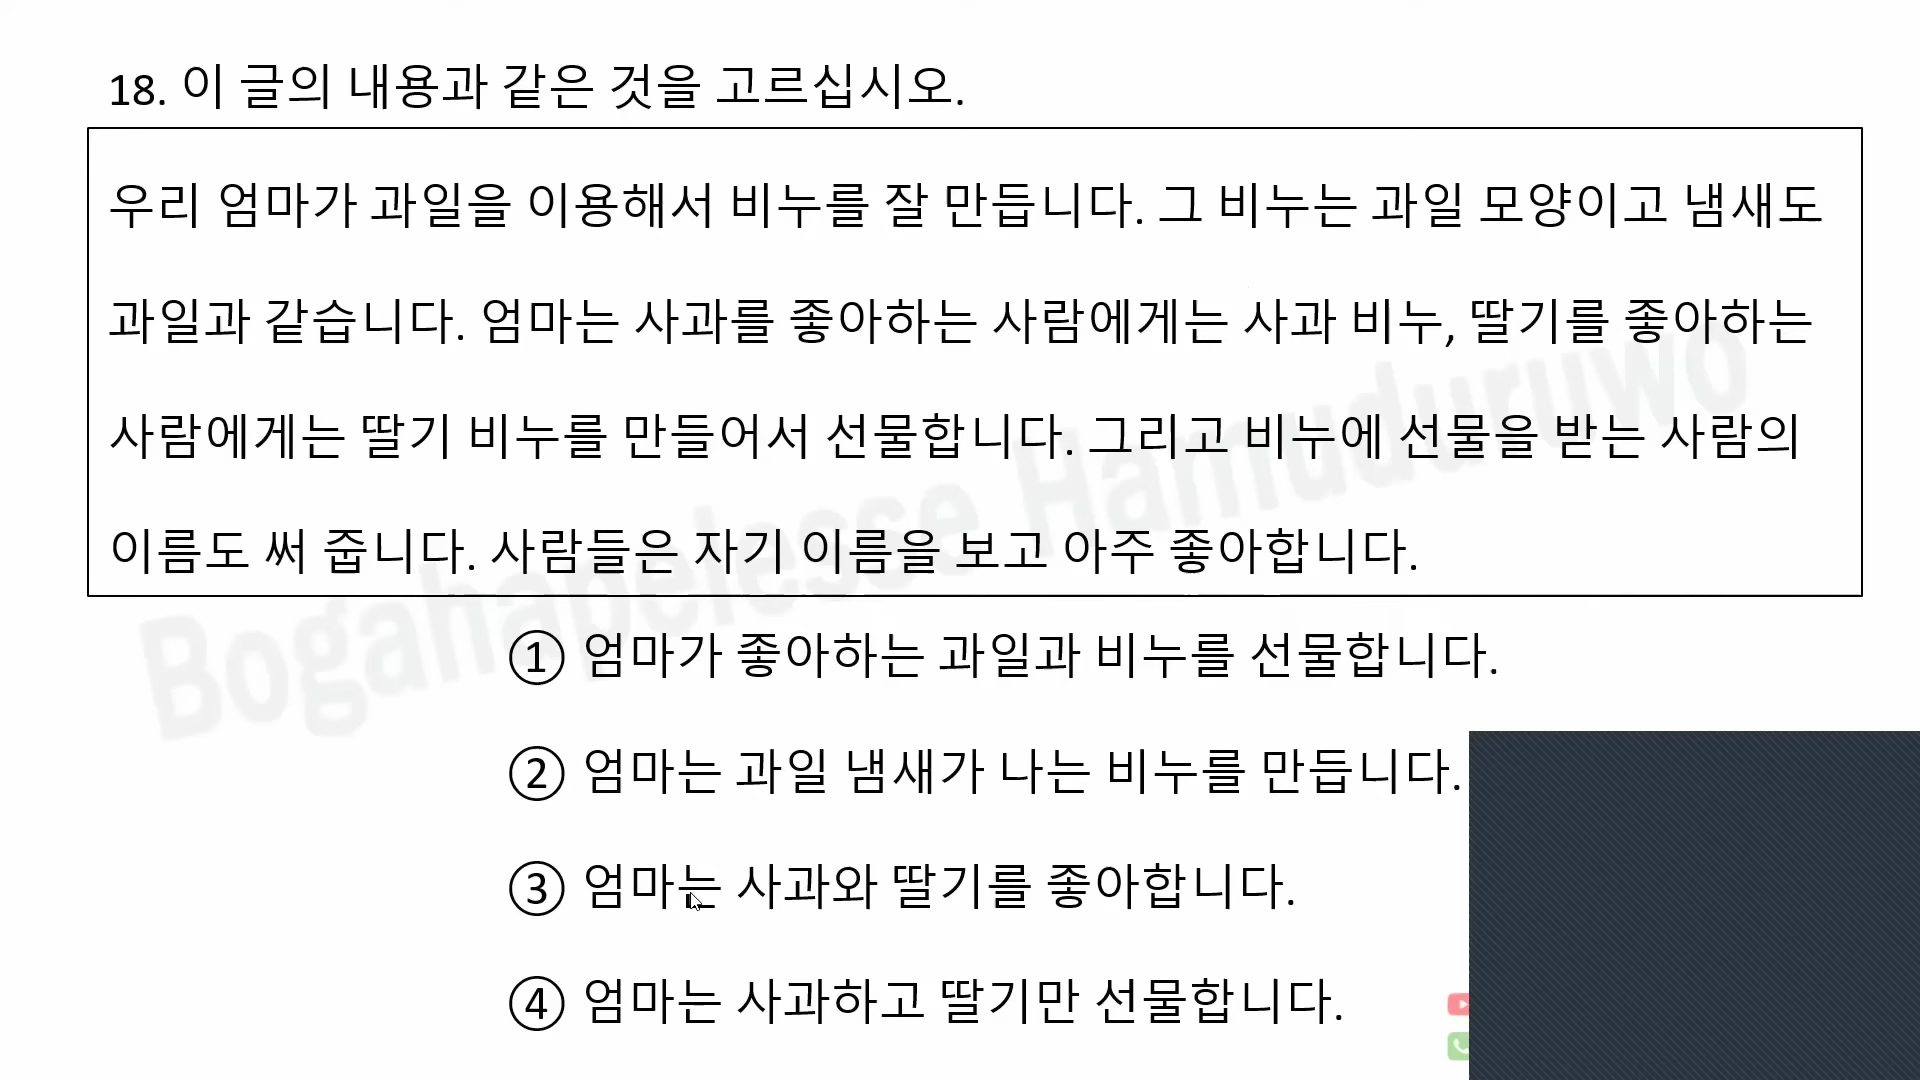 18. 이 글의 내용과 같은 것을 고르십시오.
우리 엄마가 과일을 이용해서 비누를 잘 만듭니다. 그 비누는 과일 모양이고 냄새도
과일과 같습니다. 엄마는 사과를 좋아하는 사람에게는 사과 비누, 딸기를 좋아하는
사람에게는 딸기 비누를 만들어서 선물합니다. 그리고 비누에 선물을 받는 사람의
이름도 써 줍니다. 사람들은 자기 이름을 보고 아주 좋아합니다.
① 엄마가 좋아하는 과일과 비누를 선물합니다.
② 엄마는 과일 냄새가 나는 비누를 만듭니다.
③ 엄마는 사과와 딸기를 좋아합니다.
④ 엄마는 사과하고 딸기만 선물합니다.
Bogahapelesse Hamuduruwo